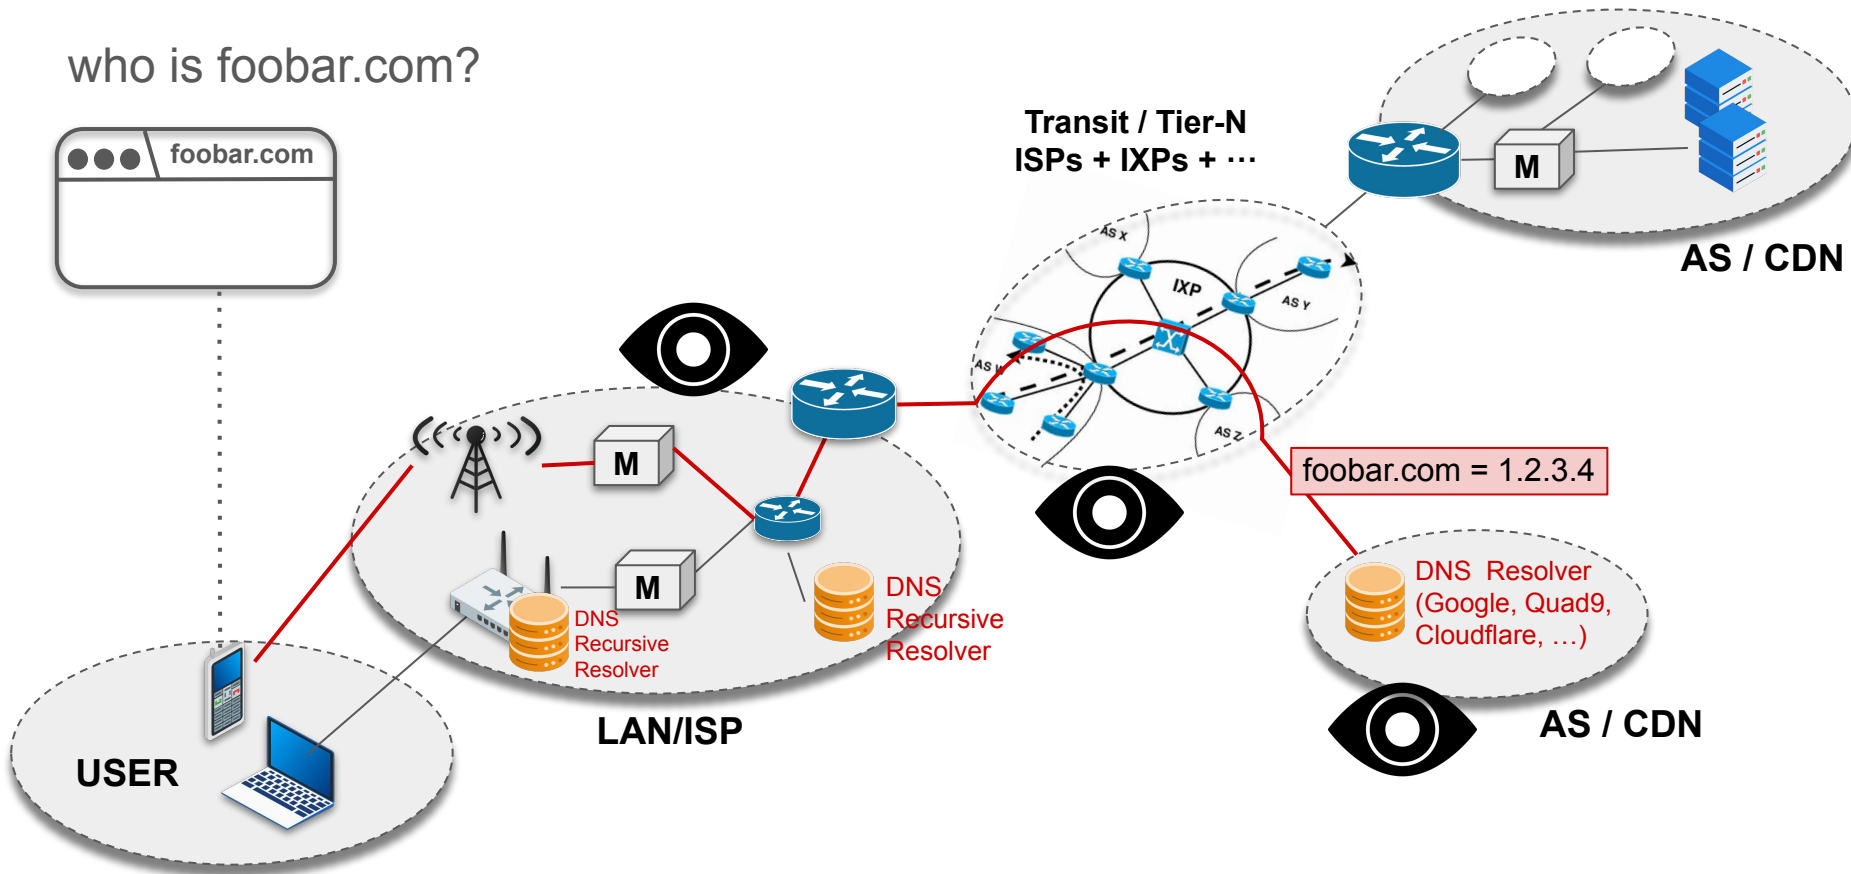 who is foobar.com?
foobar.com
Transit / Tier-N
ISPs + IXPs + ...
M
AS / CDN
AS X
IXP
AS Y
AS W
AS Z
foobar.com = 1.2.3.4
M
M
DNS
Recursive
Resolver
DNS
Recursive
Resolver
DNS Resolver
(Google, Quad9,
Cloudflare, ...)
LAN/ISP
AS / CDN
USER